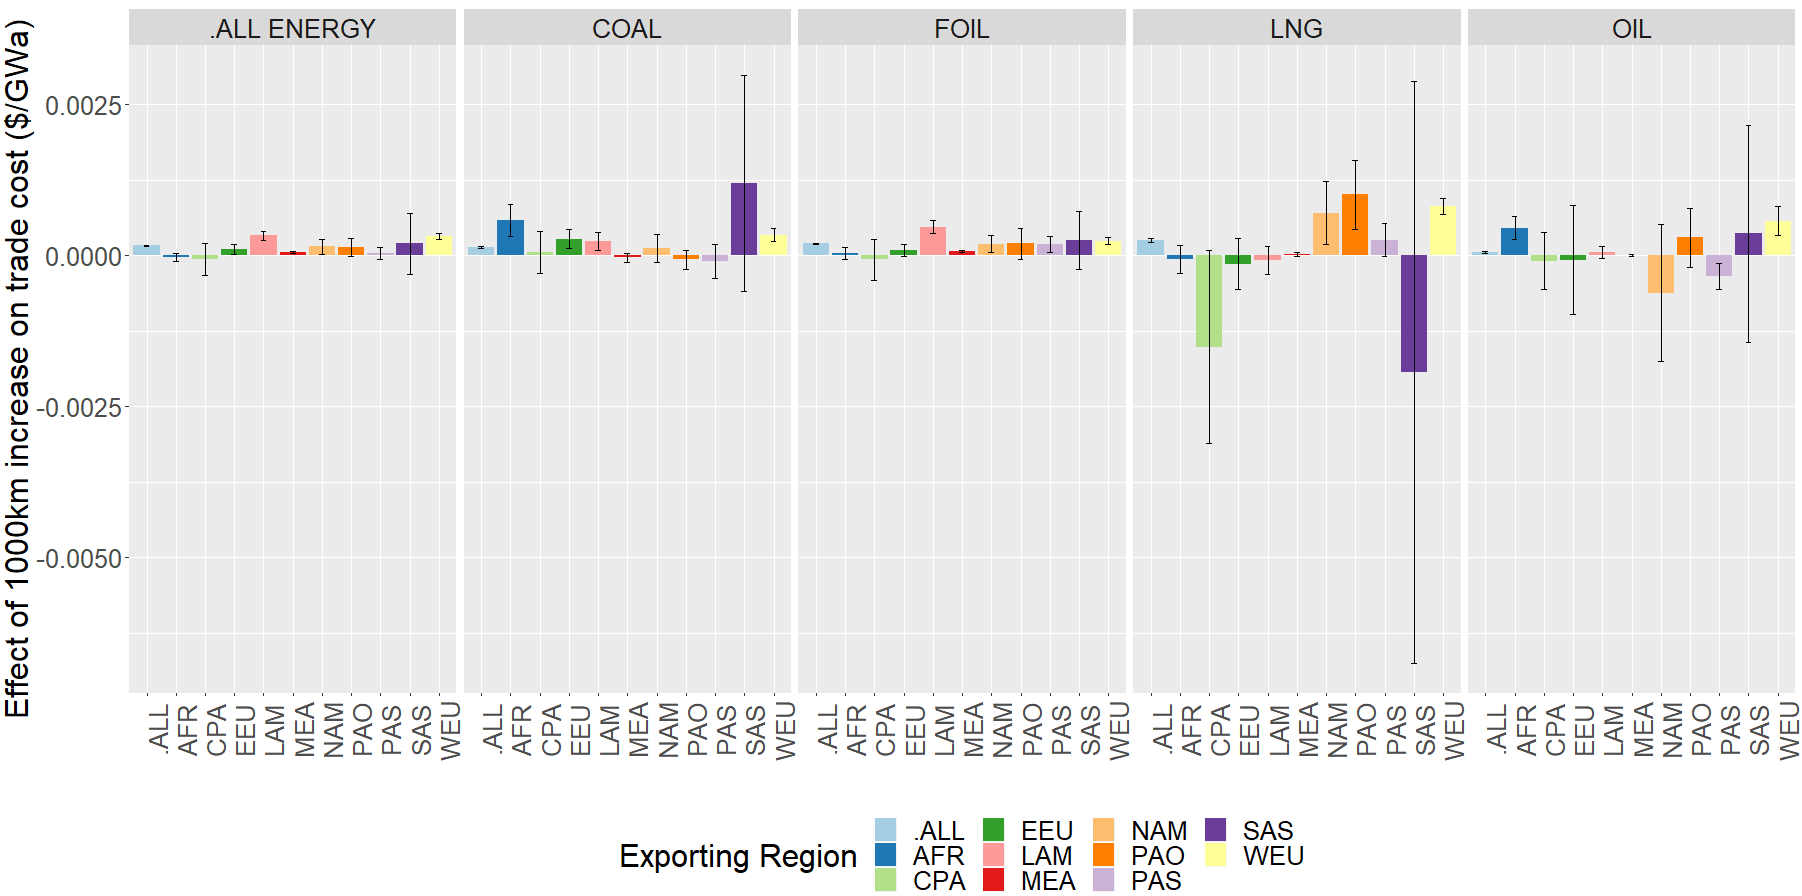 .ALL ENERGY COAL FOIL LNG OIL
Effect of 1000km increase on trade cost ($/GWa)
0.0025
0.0000
-0.0025
-0.0050
.ALL AFR CPA EEU LAM MEA NAM PAO PAS SAS WEU
.ALL AFR CPA EEU LAM MEA NAM PAO PAS SAS WEU
.ALL AFR CPA EEU LAM MEA NAM PAO PAS SAS WEU
.ALL AFR CPA EEU LAM MEA NAM PAO PAS SAS WEU
.ALL AFR CPA EEU LAM MEA NAM PAO PAS SAS WEU
Exporting Region
.ALL EEU NAM SAS
AFR LAM PAO WEU
CPA MEA PAS